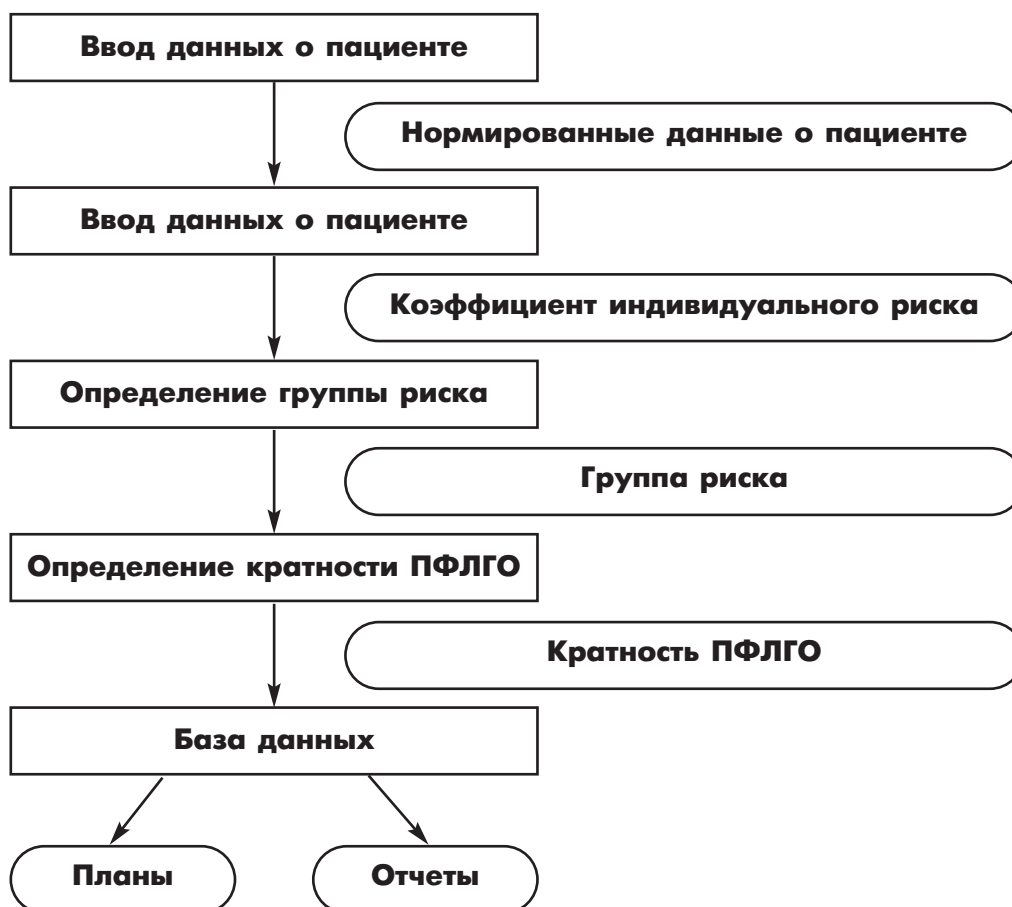 Ввод данных о пациенте
Нормированные данные о пациенте
Ввод данных о пациенте
Коэффициент индивидуального риска
Определение группы риска
Группа риска
Определение кратности ПФЛГО
Кратность ПФЛГО
База данных
Планы
Отчеты